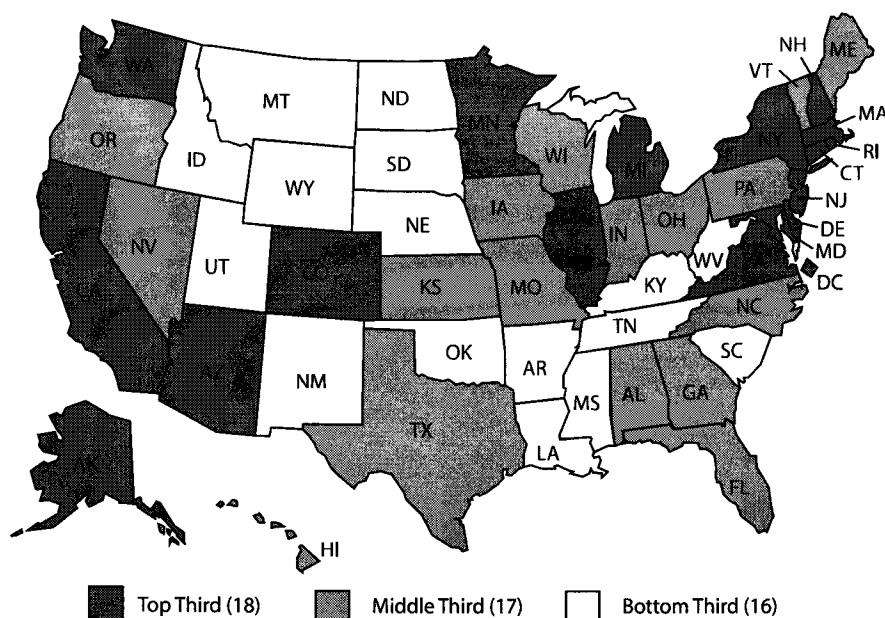 NH
ME
WA
VT
MT
ND
MA
MN
OR
NY
RI
ID
SD
WI
MI
CT
WY
PA
NJ
IA
NE
OH
DE
IN
NV
MD
UT
WV
CO
DC
CA
KS
MO
KY
NC
TN
OK
SC
AZ
NM
AR
MS
AL
GA
TX
LA
AK
FL
HI
Top Third (18)
Middle Third (17)
Bottom Third (16)